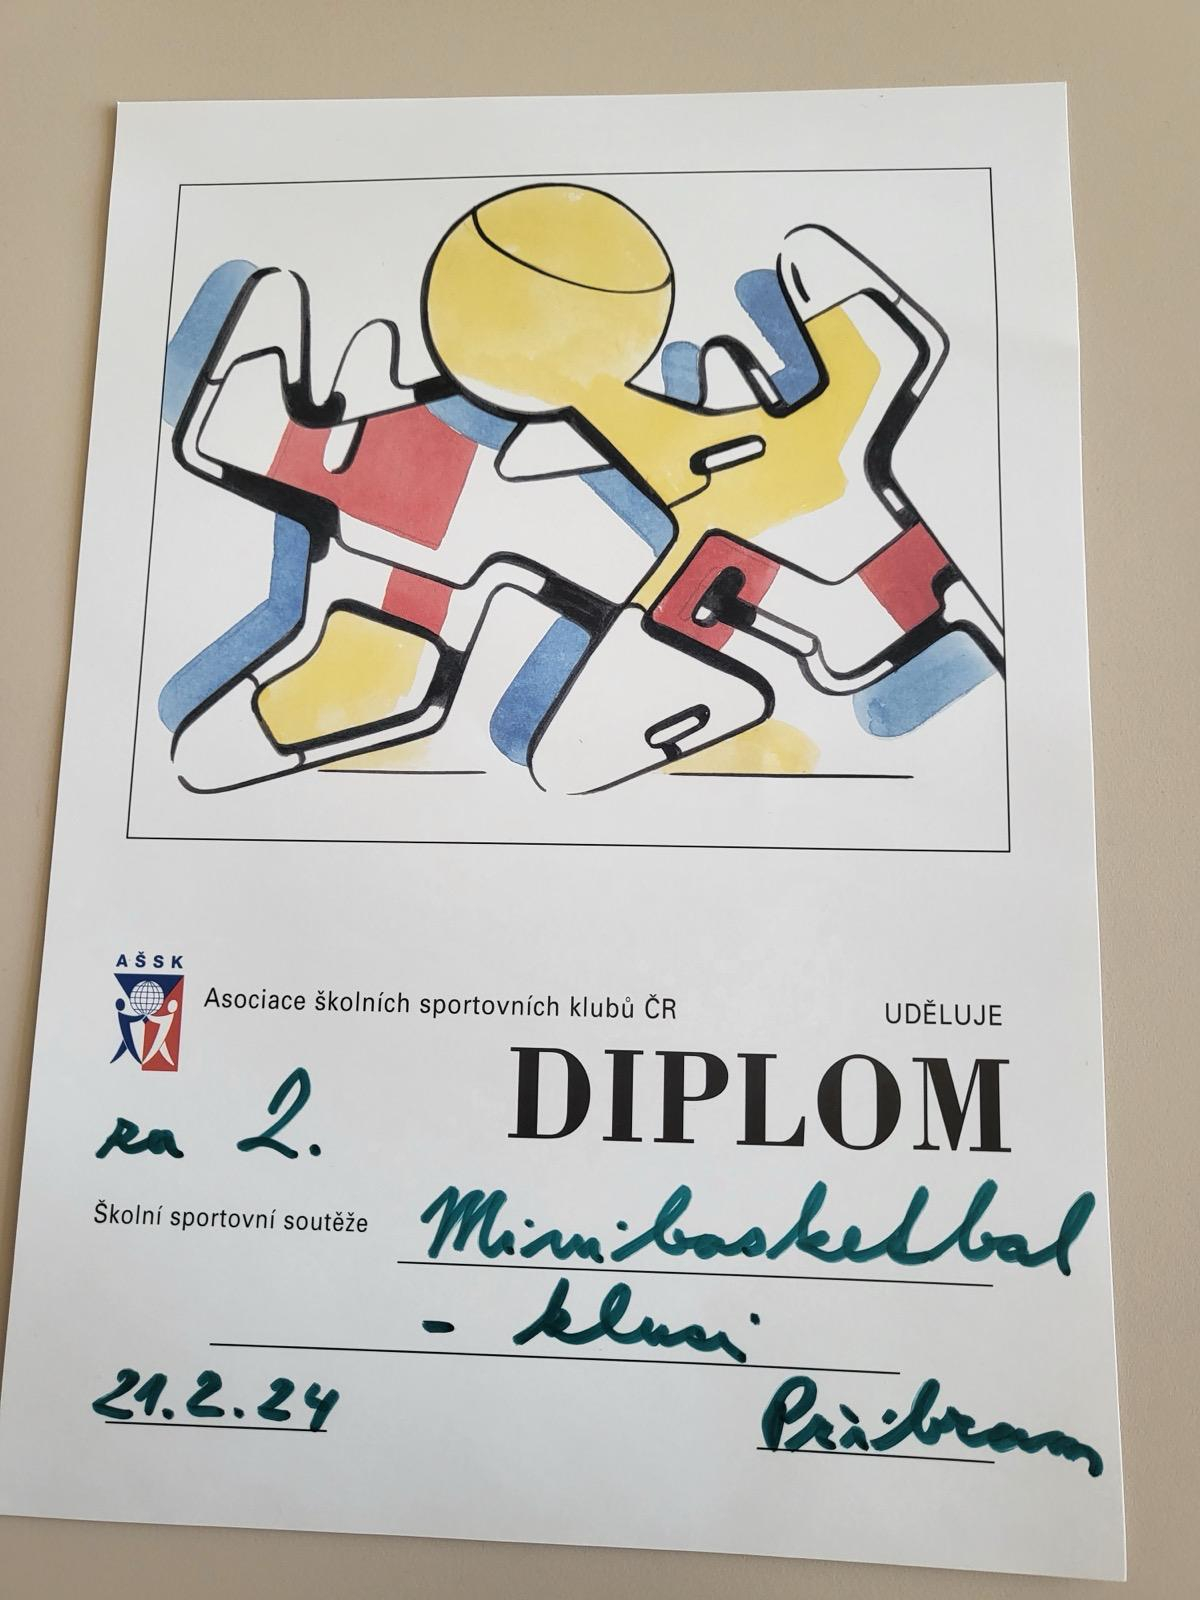 AŠSK
Asociace školních sportovních klubů ČR
UDĚLUJE
DIPLOM
za 2.
Školní sportovní soutěže Minibasketbal
- kluci
21.2.24 Příbram